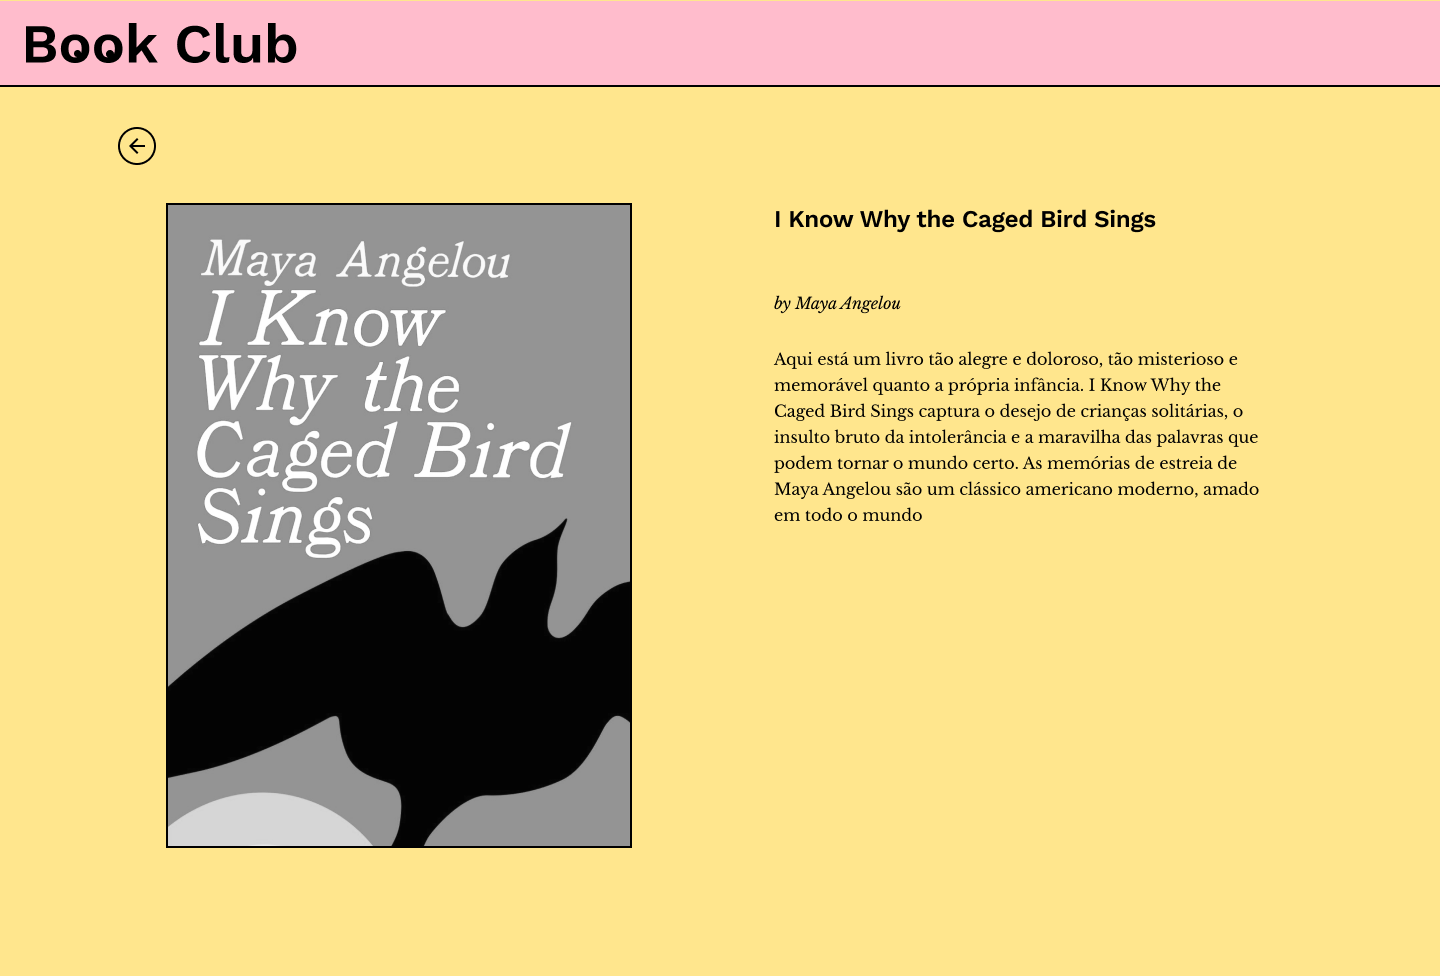 Book Club
Maya Angelou
I Know
Why the
Caged Bird
Sings
I Know Why the Caged Bird Sings
by Maya Angelou
Aqui está um livro tão alegre e doloroso, tão misterioso e
memorável quanto a própria infância. I Know Why the
Caged Bird Sings captura o desejo de crianças solitárias, o
insulto bruto da intolerância e a maravilha das palavras que
podem tornar o mundo certo. As memórias de estreia de
Maya Angelou são um clássico americano moderno, amado
em todo o mundo